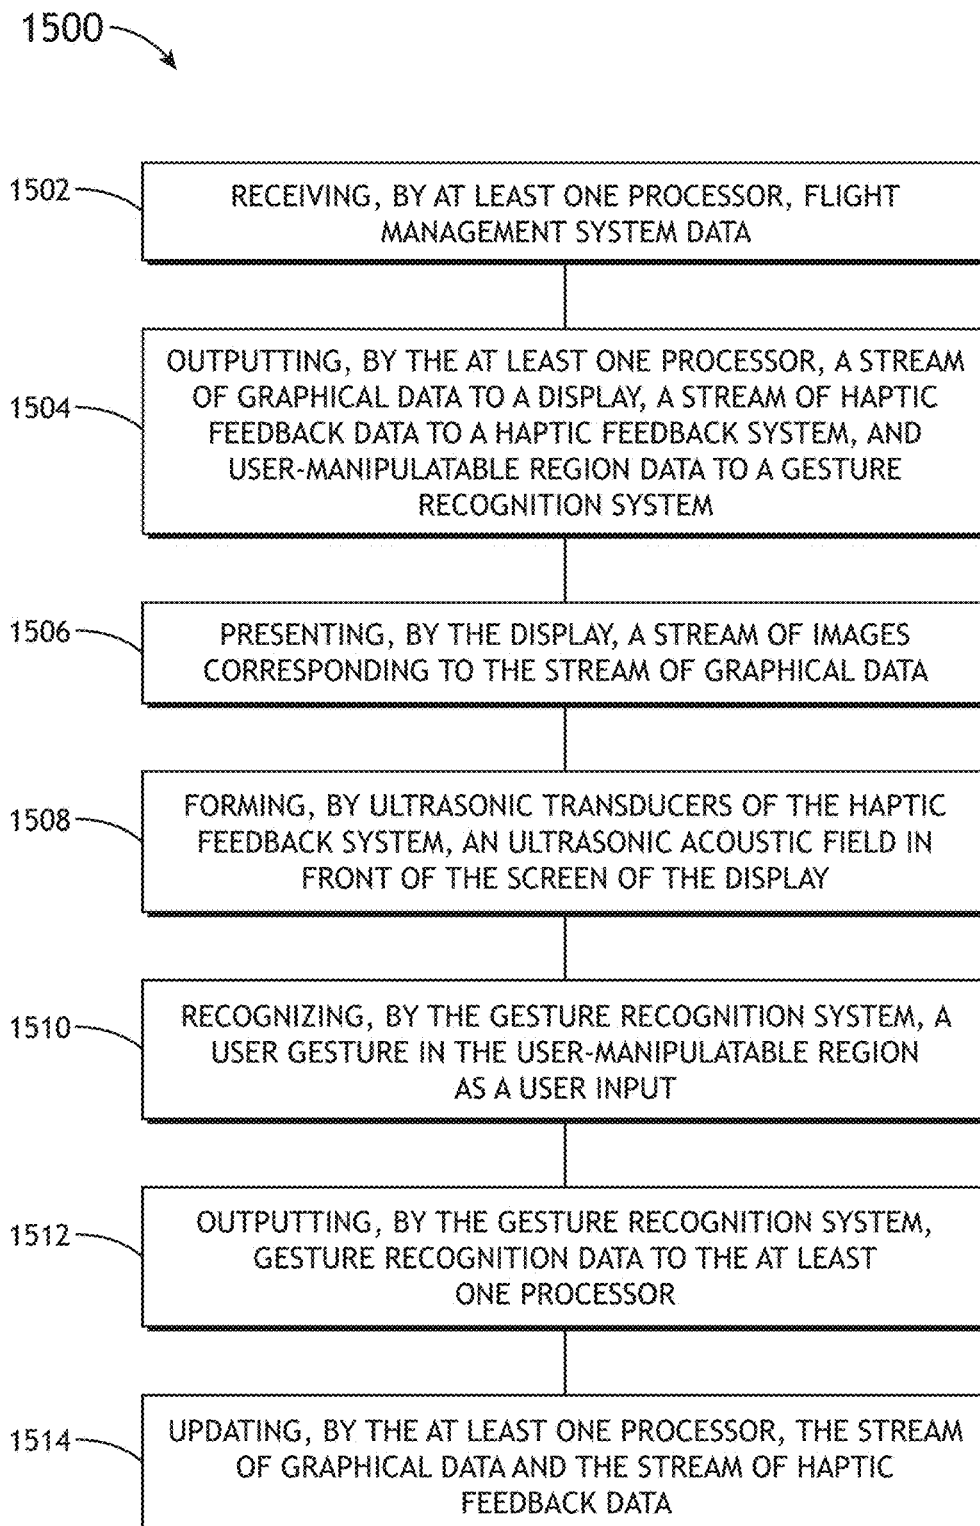 1500
1502
RECEIVING, BY AT LEAST ONE PROCESSOR, FLIGHT
MANAGEMENT SYSTEM DATA
1504
OUTPUTTING, BY THE AT LEAST ONE PROCESSOR, A STREAM
OF GRAPHICAL DATA TO A DISPLAY, A STREAM OF HAPTIC
FEEDBACK DATA TO A HAPTIC FEEDBACK SYSTEM, AND
USER-MANIPULATABLE REGION DATA TO A GESTURE
RECOGNITION SYSTEM
1506
PRESENTING, BY THE DISPLAY, A STREAM OF IMAGES
CORRESPONDING TO THE STREAM OF GRAPHICAL DATA
1508
FORMING, BY ULTRASONIC TRANSDUCERS OF THE HAPTIC
FEEDBACK SYSTEM, AN ULTRASONIC ACOUSTIC FIELD IN
FRONT OF THE SCREEN OF THE DISPLAY
1510
RECOGNIZING, BY THE GESTURE RECOGNITION SYSTEM, A
USER GESTURE IN THE USER-MANIPULATABLE REGION
AS A USER INPUT
1512
OUTPUTTING, BY THE GESTURE RECOGNITION SYSTEM,
GESTURE RECOGNITION DATA TO THE AT LEAST
ONE PROCESSOR
1514
UPDATING, BY THE AT LEAST ONE PROCESSOR, THE STREAM
OF GRAPHICAL DATA AND THE STREAM OF HAPTIC
FEEDBACK DATA